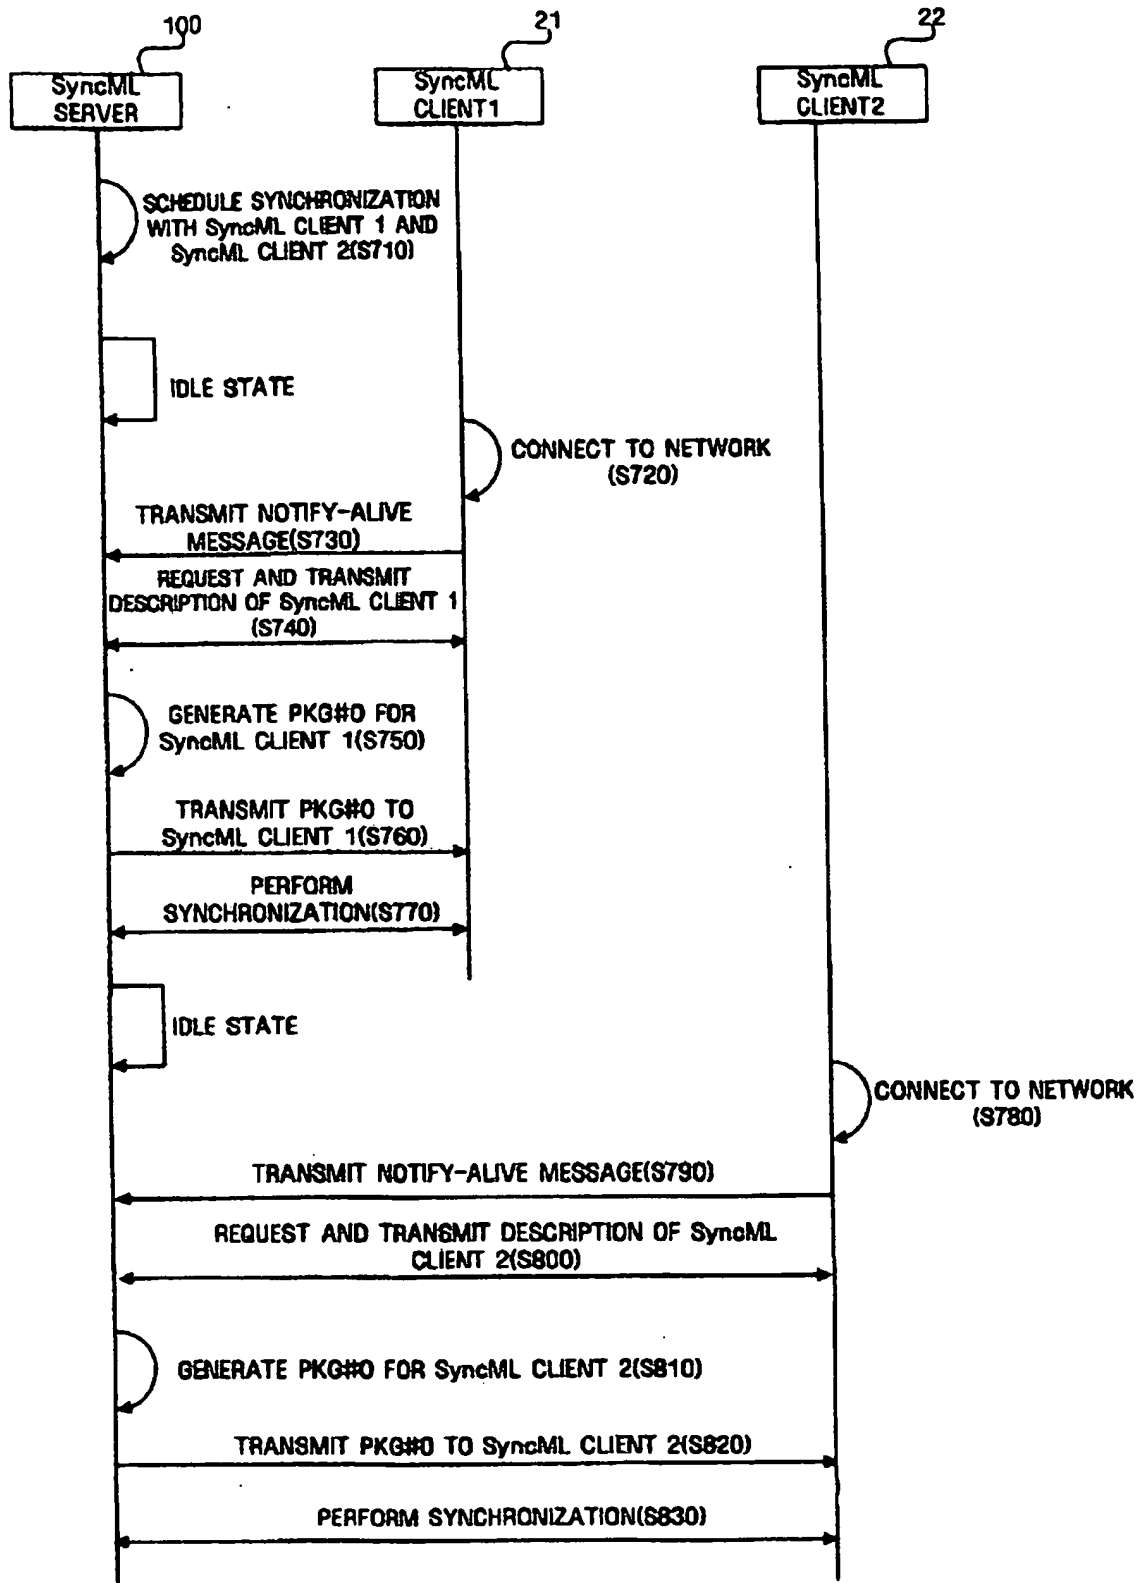 100
21
22
SyncML
SERVER
SyncML
CLIENT1
SyncML
CLIENT2
SCHEDULE SYNCHRONIZATION
WITH SyncML CLIENT 1 AND
SyncML CLIENT 2(S710)
IDLE STATE
CONNECT TO NETWORK
(S720)
TRANSMIT NOTIFY-ALIVE
MESSAGE(S730)
REQUEST AND TRANSMIT
DESCRIPTION OF SyncML CLIENT 1
(S740)
GENERATE PKG#0 FOR
SyncML CLIENT 1(S750)
TRANSMIT PKG#0 TO
SyncML CLIENT 1(S760)
PERFORM
SYNCHRONIZATION(S770)
IDLE STATE
CONNECT TO NETWORK
(S780)
TRANSMIT NOTIFY-ALIVE MESSAGE(S790)
REQUEST AND TRANSMIT DESCRIPTION OF SyncML
CLIENT 2(S800)
GENERATE PKG#0 FOR SyncML CLIENT 2(S810)
TRANSMIT PKG#0 TO SyncML CLIENT 2(S820)
PERFORM SYNCHRONIZATION(S830)